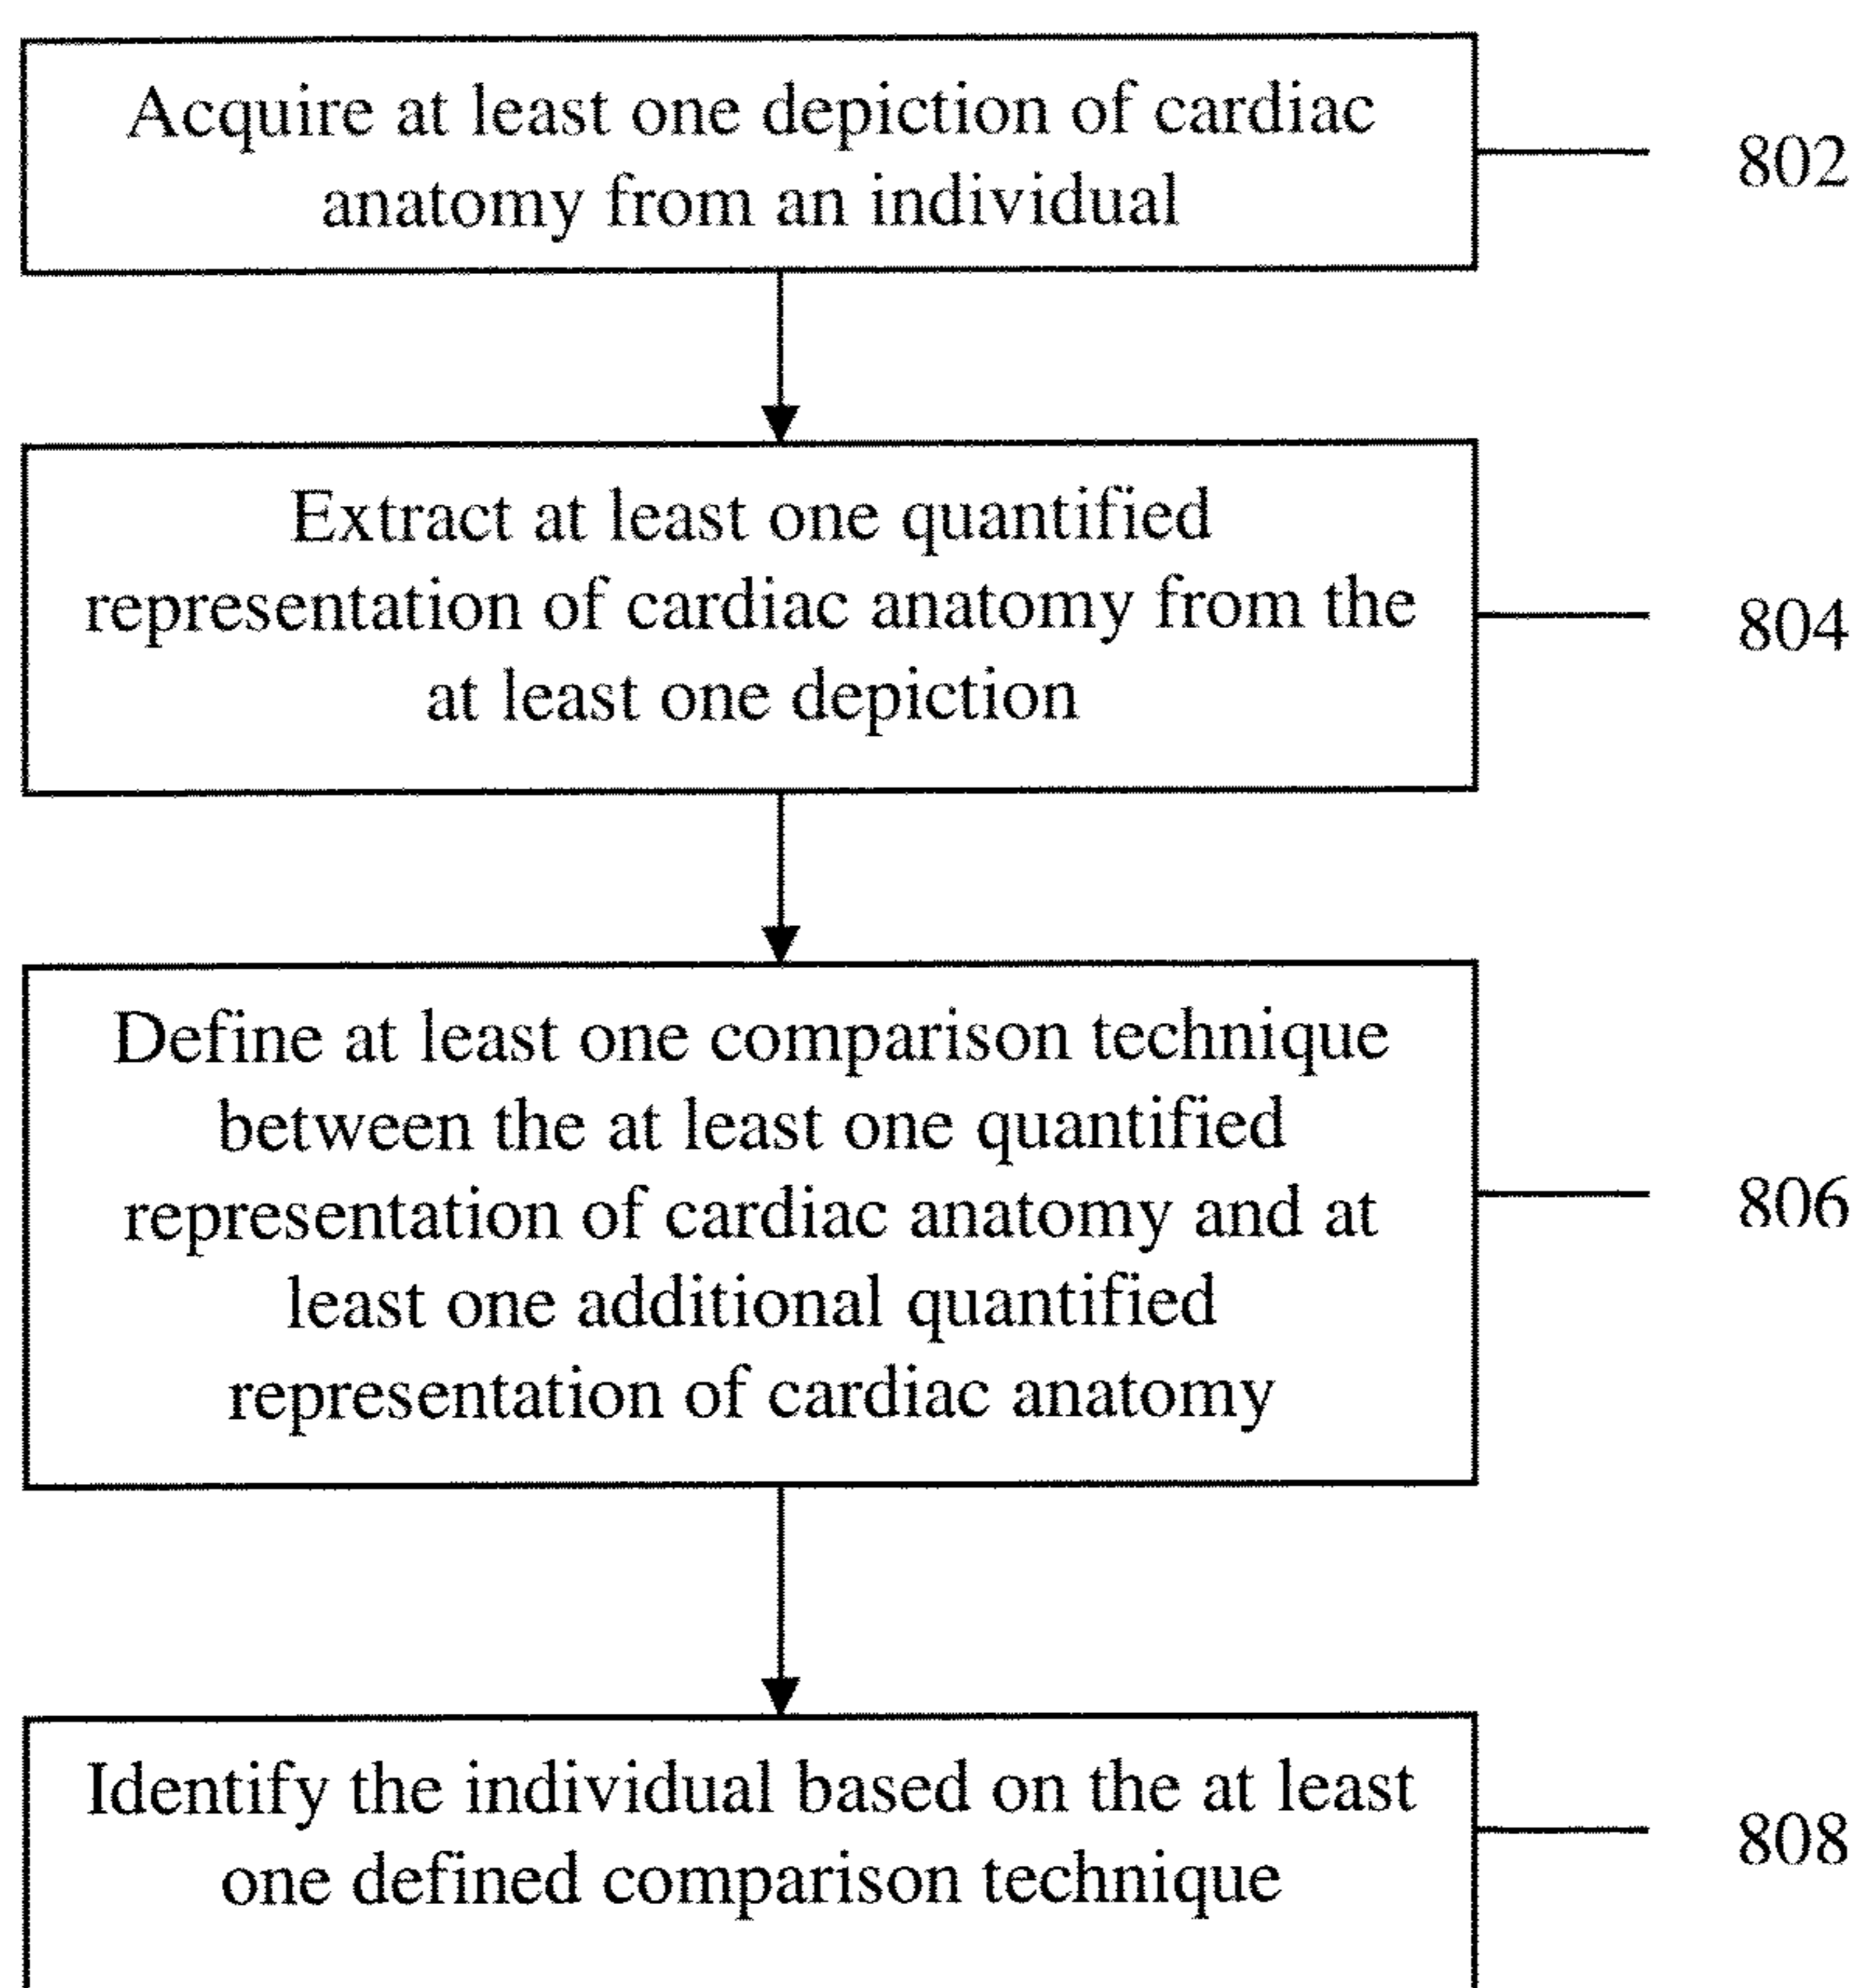 Acquire at least one depiction of cardiac
anatomy from an individual
802
Extract at least one quantified
representation of cardiac anatomy from the
at least one depiction
804
Define at least one comparison technique
between the at least one quantified
representation of cardiac anatomy and at
least one additional quantified
representation of cardiac anatomy
806
Identify the individual based on the at least
one defined comparison technique
808